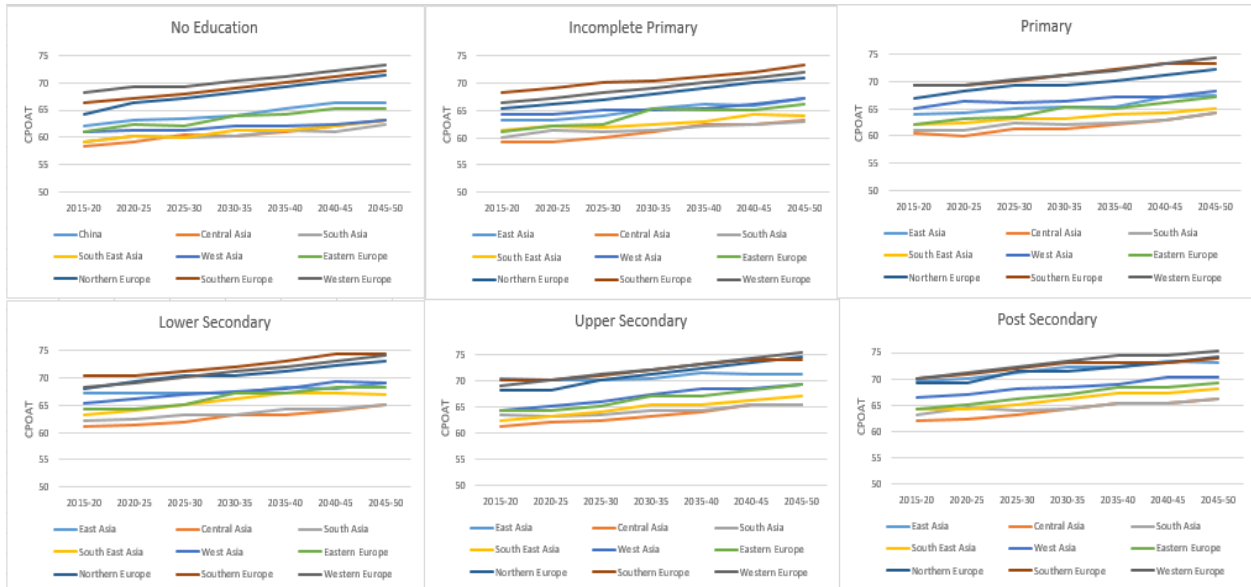 No Education
75
70
65
60
55
50
CPOAT
2015-20 2020-25 2025-30 2030-35 2035-40 2040-45 2045-50
China Central Asia South Asia
South East Asia West Asia Eastern Europe
Northern Europe Southern Europe Western Europe
Incomplete Primary
75
70
65
60
55
50
CPOAT
2015-20 2020-25 2025-30 2030-35 2035-40 2040-45 2045-50
East Asia Central Asia South Asia
South East Asia West Asia Eastern Europe
Northern Europe Southern Europe Western Europe
Primary
75
70
65
60
55
50
CPOAT
2015-20 2020-25 2025-30 2030-35 2035-40 2040-45 2045-50
East Asia Central Asia South Asia
South East Asia West Asia Eastern Europe
Northern Europe Southern Europe Western Europe
Lower Secondary
75
70
65
60
55
50
CPOAT
2015-20 2020-25 2025-30 2030-35 2035-40 2040-45 2045-50
East Asia Central Asia South Asia
South East Asia West Asia Eastern Europe
Northern Europe Southern Europe Western Europe
Upper Secondary
75
70
65
60
55
50
CPOAT
2015-20 2020-25 2025-30 2030-35 2035-40 2040-45 2045-50
East Asia Central Asia South Asia
South East Asia West Asia Eastern Europe
Northern Europe Southern Europe Western Europe
Post Secondary
75
70
65
60
55
50
CPOAT
2015-20 2020-25 2025-30 2030-35 2035-40 2040-45 2045-50
East Asia Central Asia South Asia
South East Asia West Asia Eastern Europe
Northern Europe Southern Europe Western Europe